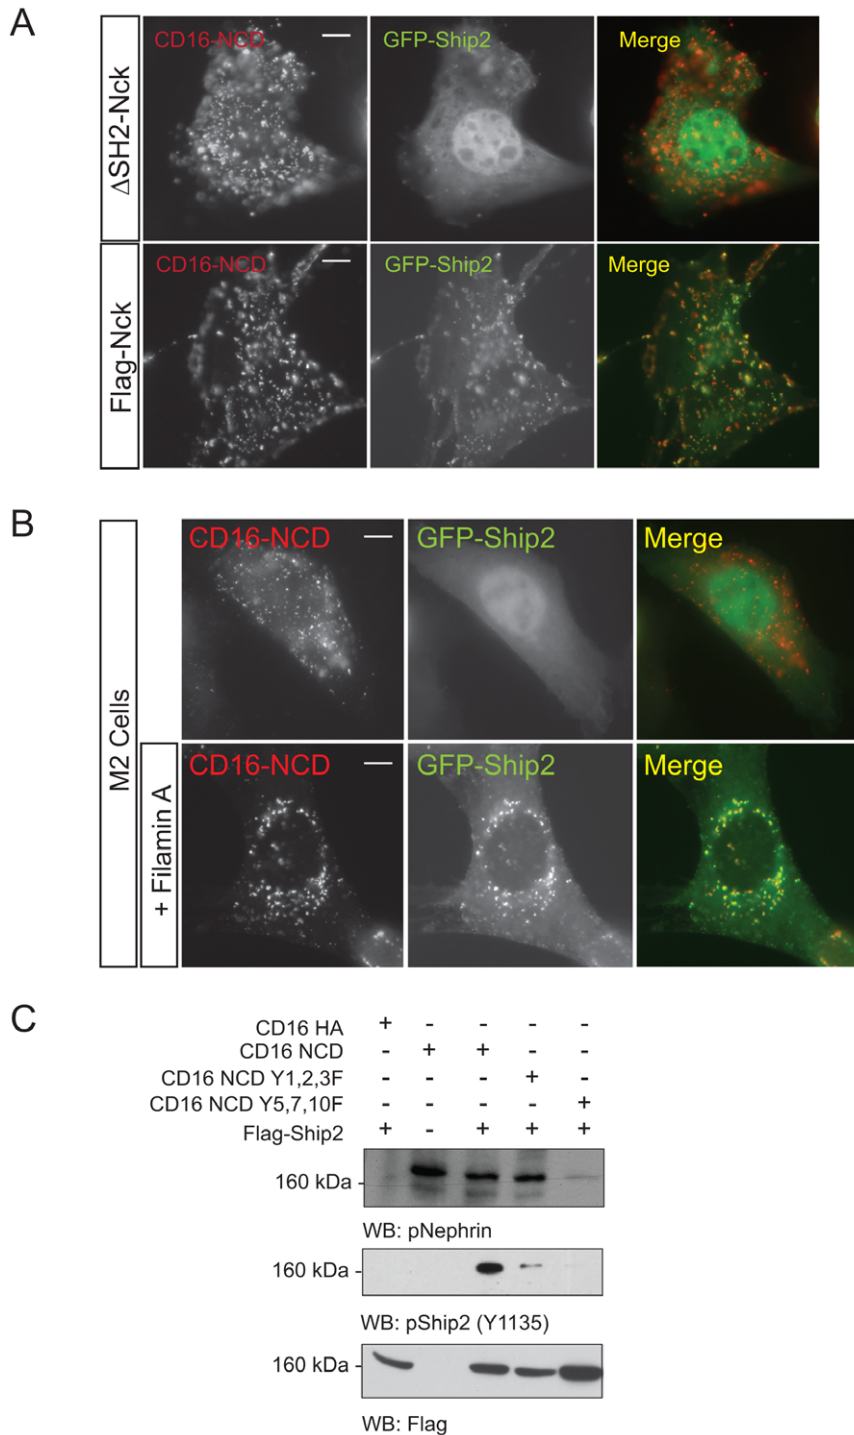 A
CD16-NCD
GFP-Ship2
Merge
ΔSH2-Nck
CD16-NCD
GFP-Ship2
Merge
Flag-Nck
B
CD16-NCD
GFP-Ship2
Merge
M2 Cells
CD16-NCD
GFP-Ship2
Merge
+ Filamin A
C
CD16 HA + - - - -
CD16 NCD - + + - -
CD16 NCD Y1,2,3F - - - + -
CD16 NCD Y5,7,10F - - - - +
Flag-Ship2 + - + + +
160 kDa -
WB: pNephrin
160 kDa -
WB: pShip2 (Y1135)
160 kDa -
WB: Flag